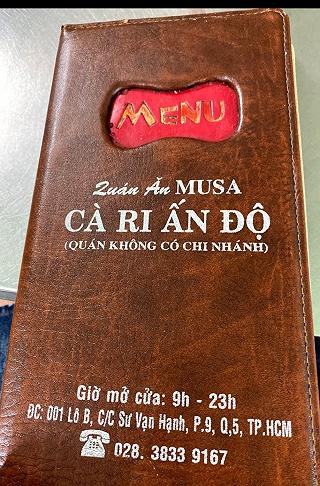 MENU
Quán Ăn MUSA
CÀ RI ẤN ĐỘ
(QUÁN KHÔNG CÓ CHI NHÁNH)
Giờ mở cửa: 9h - 23h
ĐC: 001 Lô B, C/C Sư Vạn Hạnh, P.9, Q,5, TP.HCM
028. 3833 9167